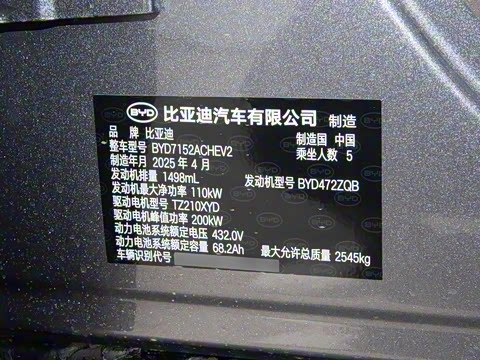 BYD 比亚迪汽车有限公司 制造
品 牌 比亚迪 制造国 中国
整车型号 BYD7152ACHEV2 乘坐人数 5
制造年月 2025 年 4 月
发动机排量 1498mL 发动机型号 BYD472ZQB
发动机最大净功率 110kW
驱动电机型号 TZ210XYD
驱动电机峰值功率 200kW
动力电池系统额定电压 432.0V
动力电池系统额定容量 68.2Ah 最大允许总质量 2545kg
车辆识别代号